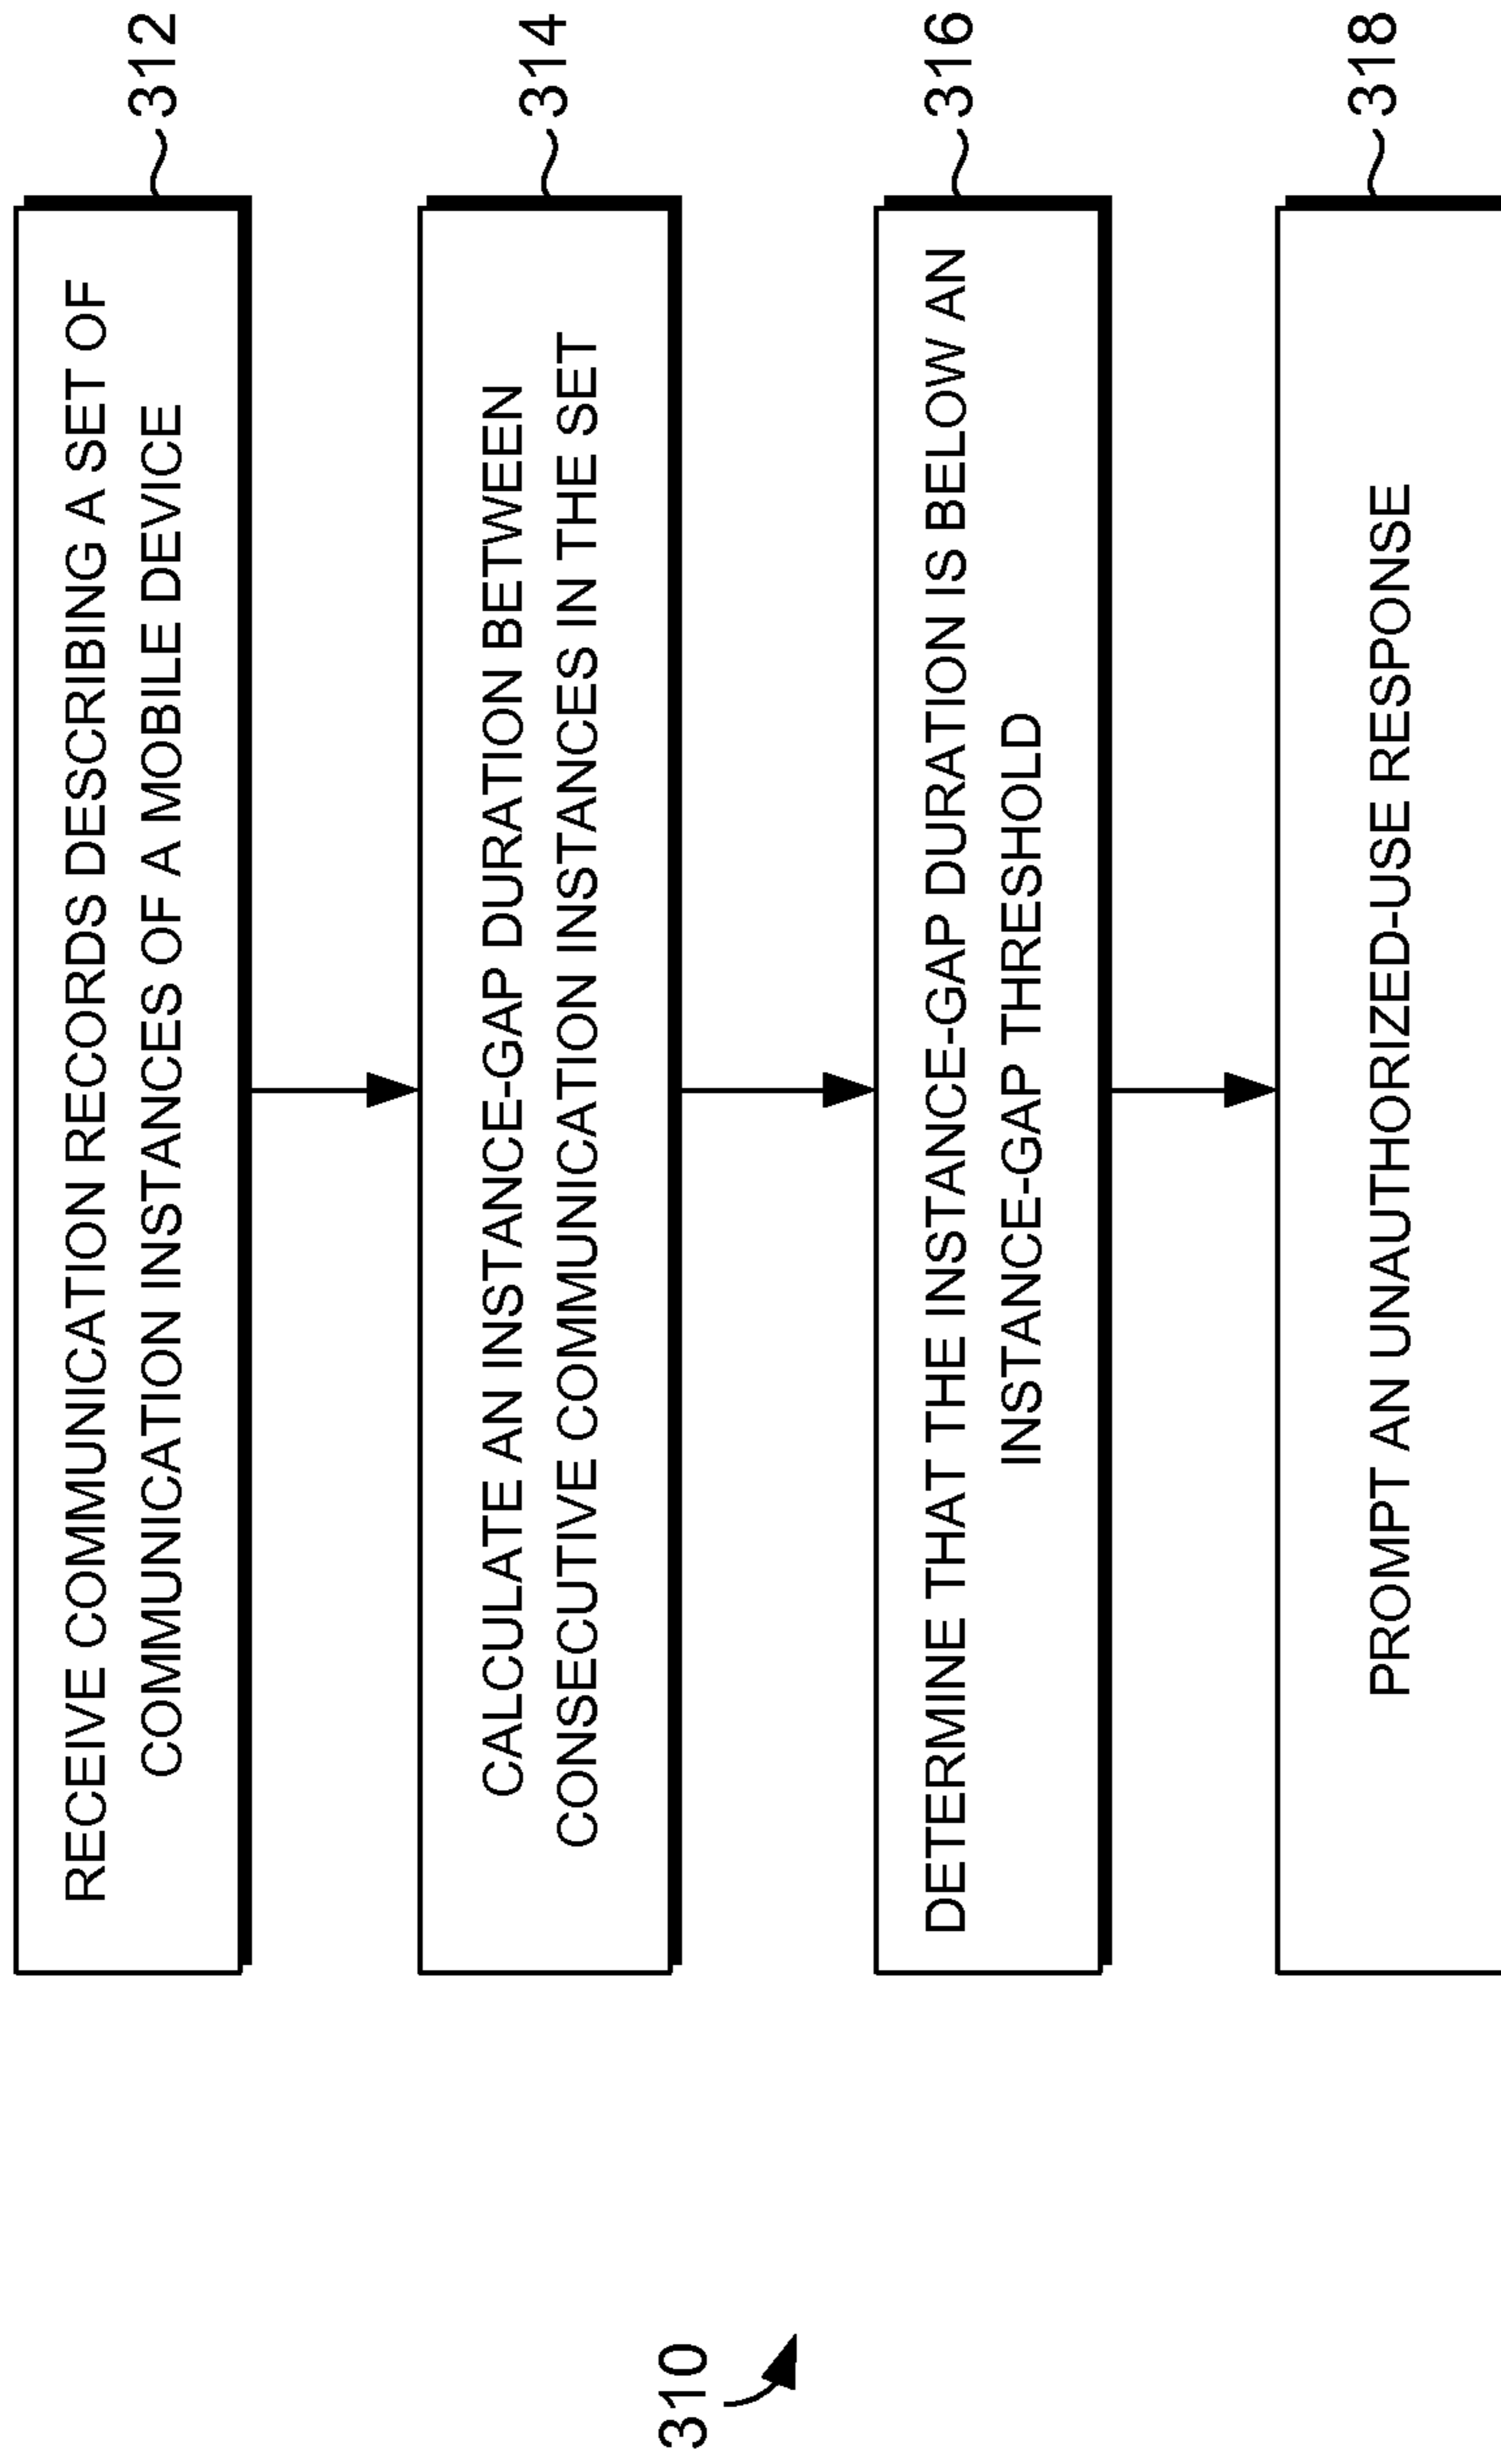 310
RECEIVE COMMUNICATION RECORDS DESCRIBING A SET OF
COMMUNICATION INSTANCES OF A MOBILE DEVICE
312
CALCULATE AN INSTANCE-GAP DURATION BETWEEN
CONSECUTIVE COMMUNICATION INSTANCES IN THE SET
314
DETERMINE THAT THE INSTANCE-GAP DURATION IS BELOW AN
INSTANCE-GAP THRESHOLD
316
PROMPT AN UNAUTHORIZED-USE RESPONSE
318